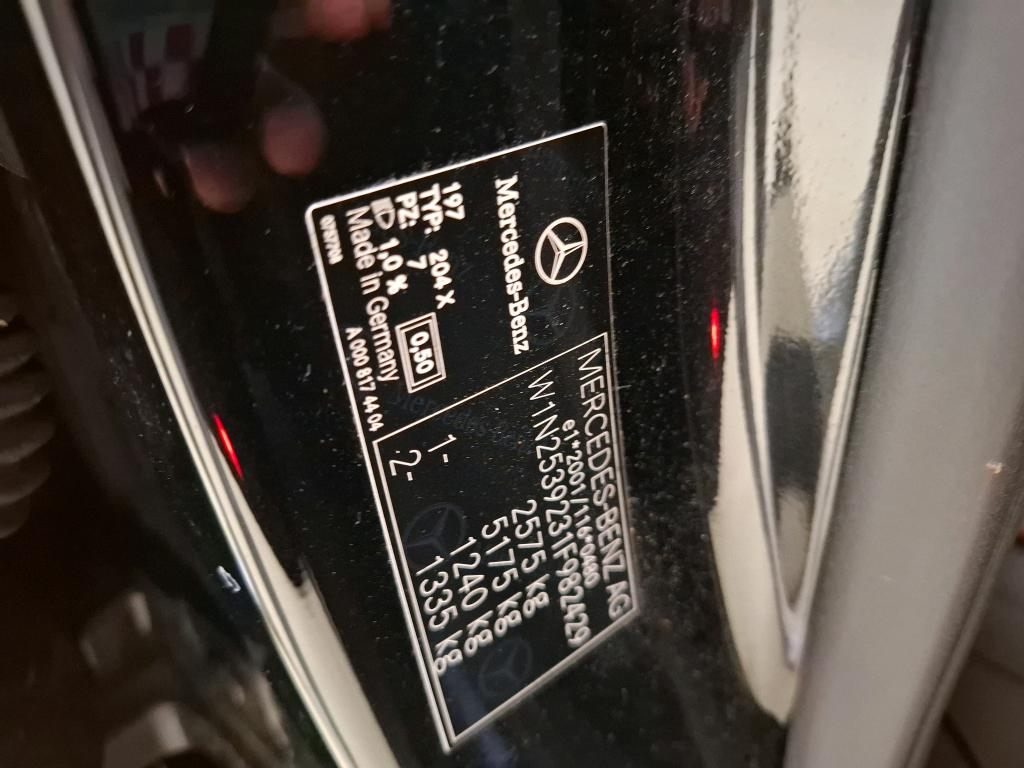 Mercedes-Benz
MERCEDES-BENZ AG
e1*2001/116*0480
W1N2539231F982429
2575 kg
5175 kg
1- 1240 kg
2- 1335 kg
197
TYP: 204 X
PZ: 7
0,50
1,0 %
Made in Germany
A 000 817 44 04